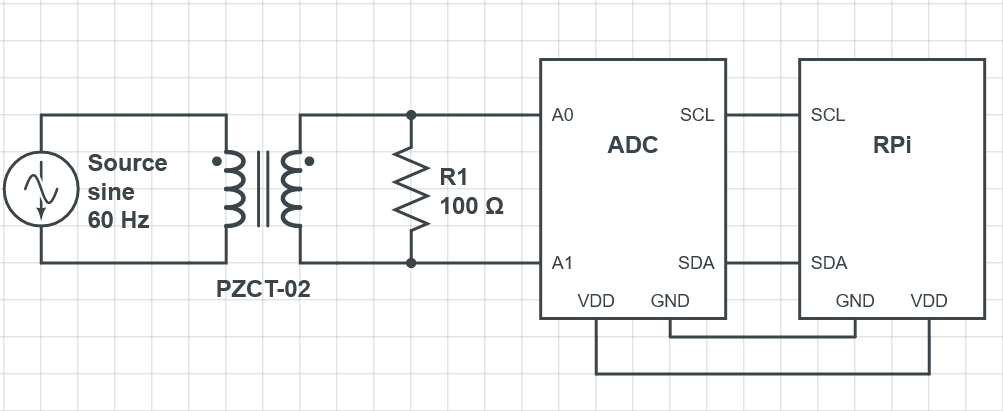 Source
sine
60 Hz
PZCT-02
R1
100 Ω
A0
A1
ADC
SCL
SDA
VDD
GND
SCL
RPi
SDA
GND
VDD